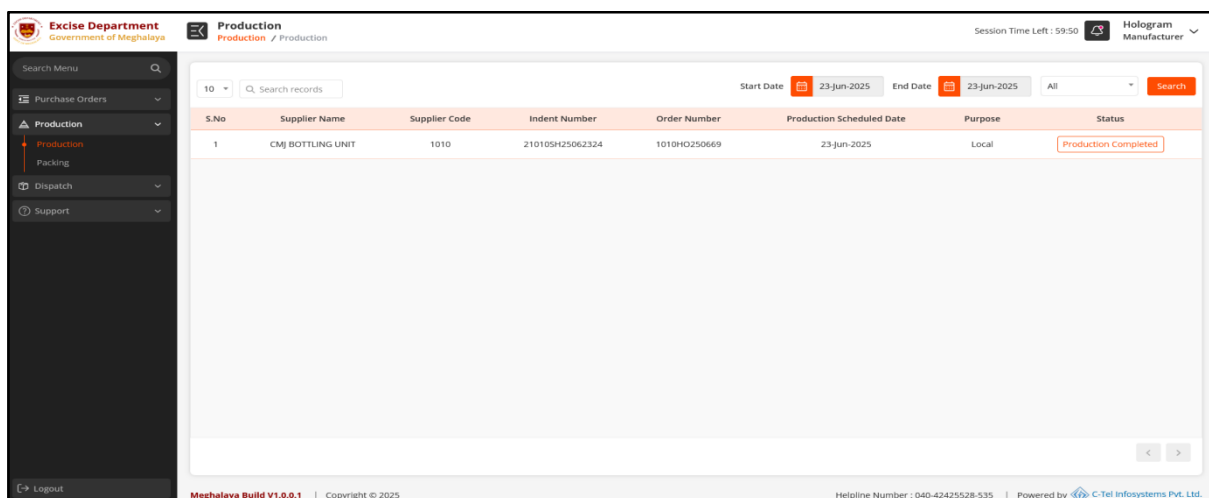 Excise Department
Government of Meghalaya
Production
Production / Production
Session Time Left : 59:50
Hologram
Manufacturer
Search Menu
Purchase Orders
Production
Production
Packing
Dispatch
Support
Logout
10
Search records
Start Date 23-Jun-2025 End Date 23-Jun-2025 All Search
S.No Supplier Name Supplier Code Indent Number Order Number Production Scheduled Date Purpose Status
1 CMJ BOTTLING UNIT 1010 21010SH25062324 1010HO250669 23-Jun-2025 Local Production Completed
< >
Meghalaya Build V1.0.0.1 | Copyright © 2025
Helpline Number : 040-42425528-535 | Powered by C-Tel Infosystems Pvt. Ltd.